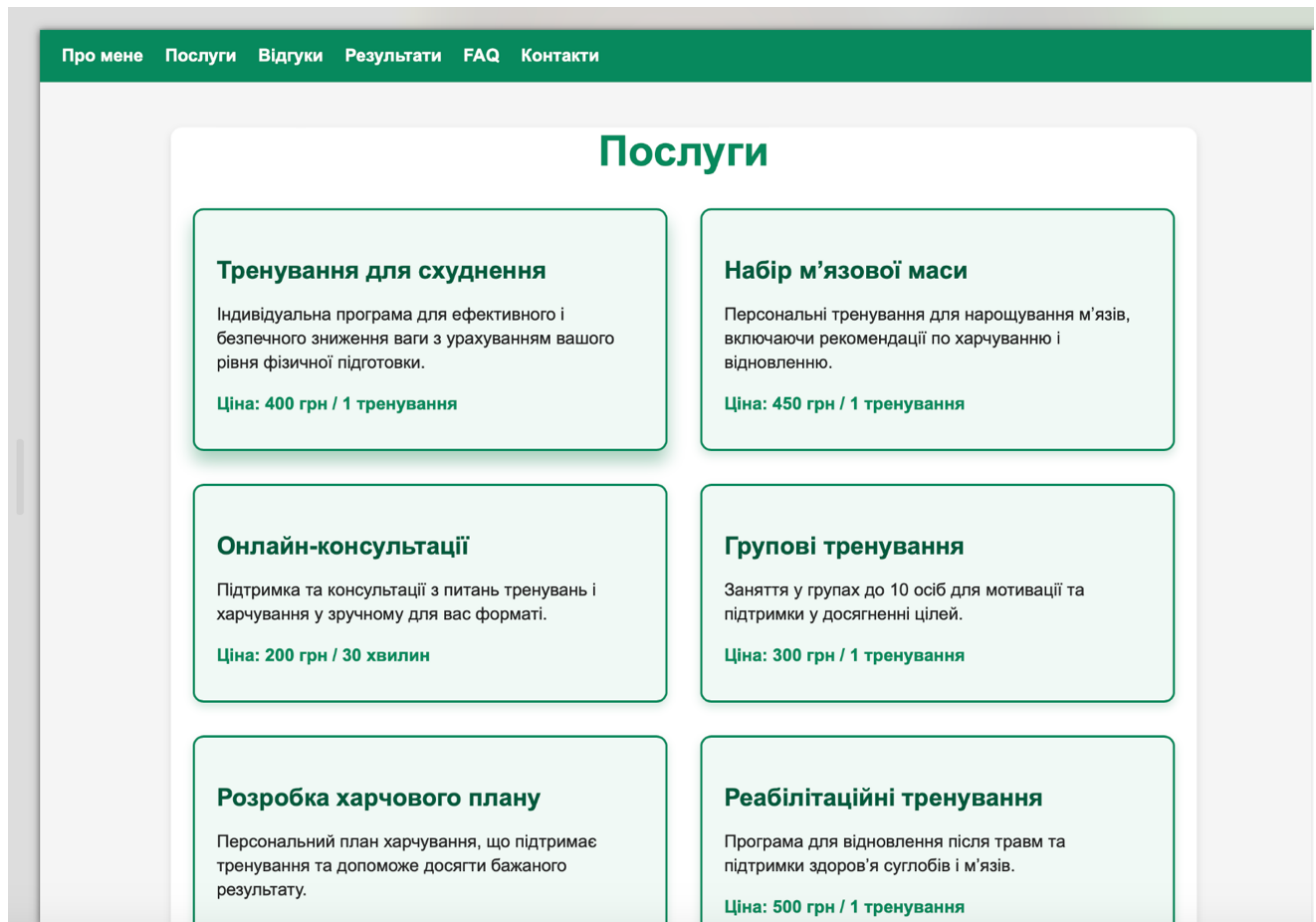 Про мене Послуги Відгуки Результати FAQ Контакти
Послуги
Тренування для схуднення
Індивідуальна програма для ефективного і
безпечного зниження ваги з урахуванням вашого
рівня фізичної підготовки.
Ціна: 400 грн / 1 тренування
Набір м’язової маси
Персональні тренування для нарощування м’язів,
включаючи рекомендації по харчуванню і
відновленню.
Ціна: 450 грн / 1 тренування
Онлайн-консультації
Підтримка та консультації з питань тренувань і
харчування у зручному для вас форматі.
Ціна: 200 грн / 30 хвилин
Групові тренування
Заняття у групах до 10 осіб для мотивації та
підтримки у досягненні цілей.
Ціна: 300 грн / 1 тренування
Розробка харчового плану
Персональний план харчування, що підтримає
тренування та допоможе досягти бажаного
результату.
Реабілітаційні тренування
Програма для відновлення після травм та
підтримки здоров’я суглобів і м’язів.
Ціна: 500 грн / 1 тренування